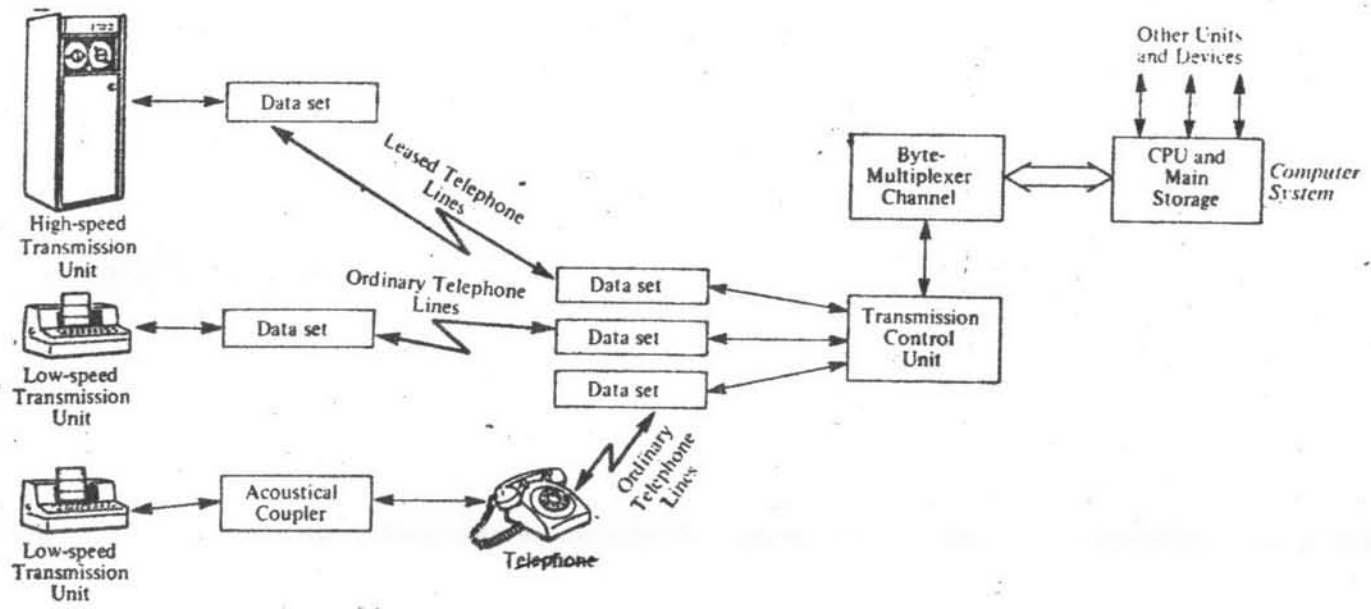 Data set
High-speed
Transmission
Unit
Leased Telephone
Lines
Other Units
and Devices
Byte-
Multiplexer
Channel
CPU and
Main
Storage
Computer
System
Ordinary Telephone
Lines
Data set
Data set
Data set
Data set
Transmission
Control
Unit
Low-speed
Transmission
Unit
Ordinary
Telephone
Lines
Acoustical
Coupler
Telephone
Low-speed
Transmission
Unit